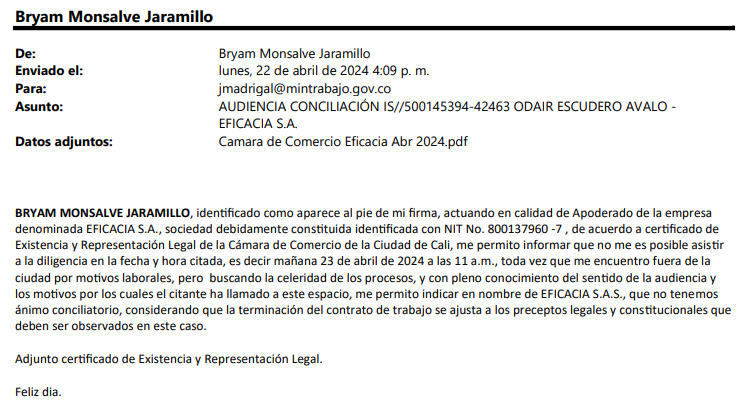 Bryam Monsalve Jaramillo
De: Bryam Monsalve Jaramillo
Enviado el: lunes, 22 de abril de 2024 4:09 p. m.
Para: jmadrigal@mintrabajo.gov.co
Asunto: AUDIENCIA CONCILIACIÓN IS//500145394-42463 ODAIR ESCUDERO AVALO -
EFICACIA S.A.
Datos adjuntos: Camara de Comercio Eficacia Abr 2024.pdf
BRYAM MONSALVE JARAMILLO, identificado como aparece al pie de mi firma, actuando en calidad de Apoderado de la empresa
denominada EFICACIA S.A., sociedad debidamente constituida identificada con NIT No. 800137960 -7 , de acuerdo a certificado de
Existencia y Representación Legal de la Cámara de Comercio de la Ciudad de Cali, me permito informar que no me es posible asistir
a la diligencia en la fecha y hora citada, es decir mañana 23 de abril de 2024 a las 11 a.m., toda vez que me encuentro fuera de la
ciudad por motivos laborales, pero buscando la celeridad de los procesos, y con pleno conocimiento del sentido de la audiencia y
los motivos por los cuales el citante ha llamado a este espacio, me permito indicar en nombre de EFICACIA S.A.S., que no tenemos
ánimo conciliatorio, considerando que la terminación del contrato de trabajo se ajusta a los preceptos legales y constitucionales que
deben ser observados en este caso.
Adjunto certificado de Existencia y Representación Legal.
Feliz dia.